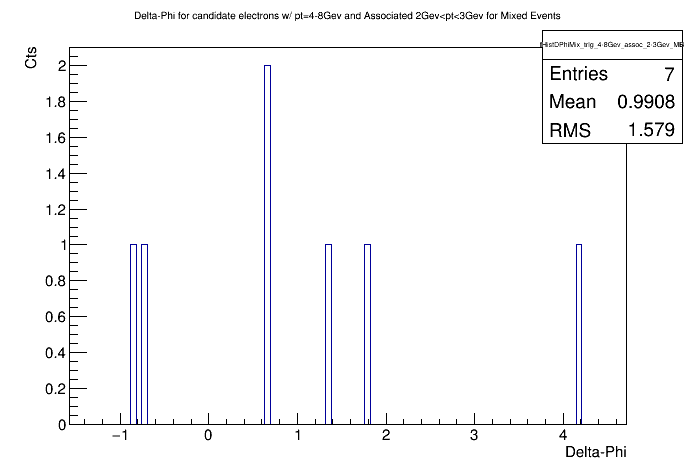 Delta-Phi for candidate electrons w/ pt=4-8Gev and Associated 2Gev<pt<3Gev for Mixed Events
Cts
HistDPhiMix_trig_4-8Gev_assoc_2-3Gev_MB
Entries 7
Mean 0.9908
RMS 1.579
2
1.8
1.6
1.4
1.2
1
0.8
0.6
0.4
0.2
0
−1 0 1 2 3 4
Delta-Phi